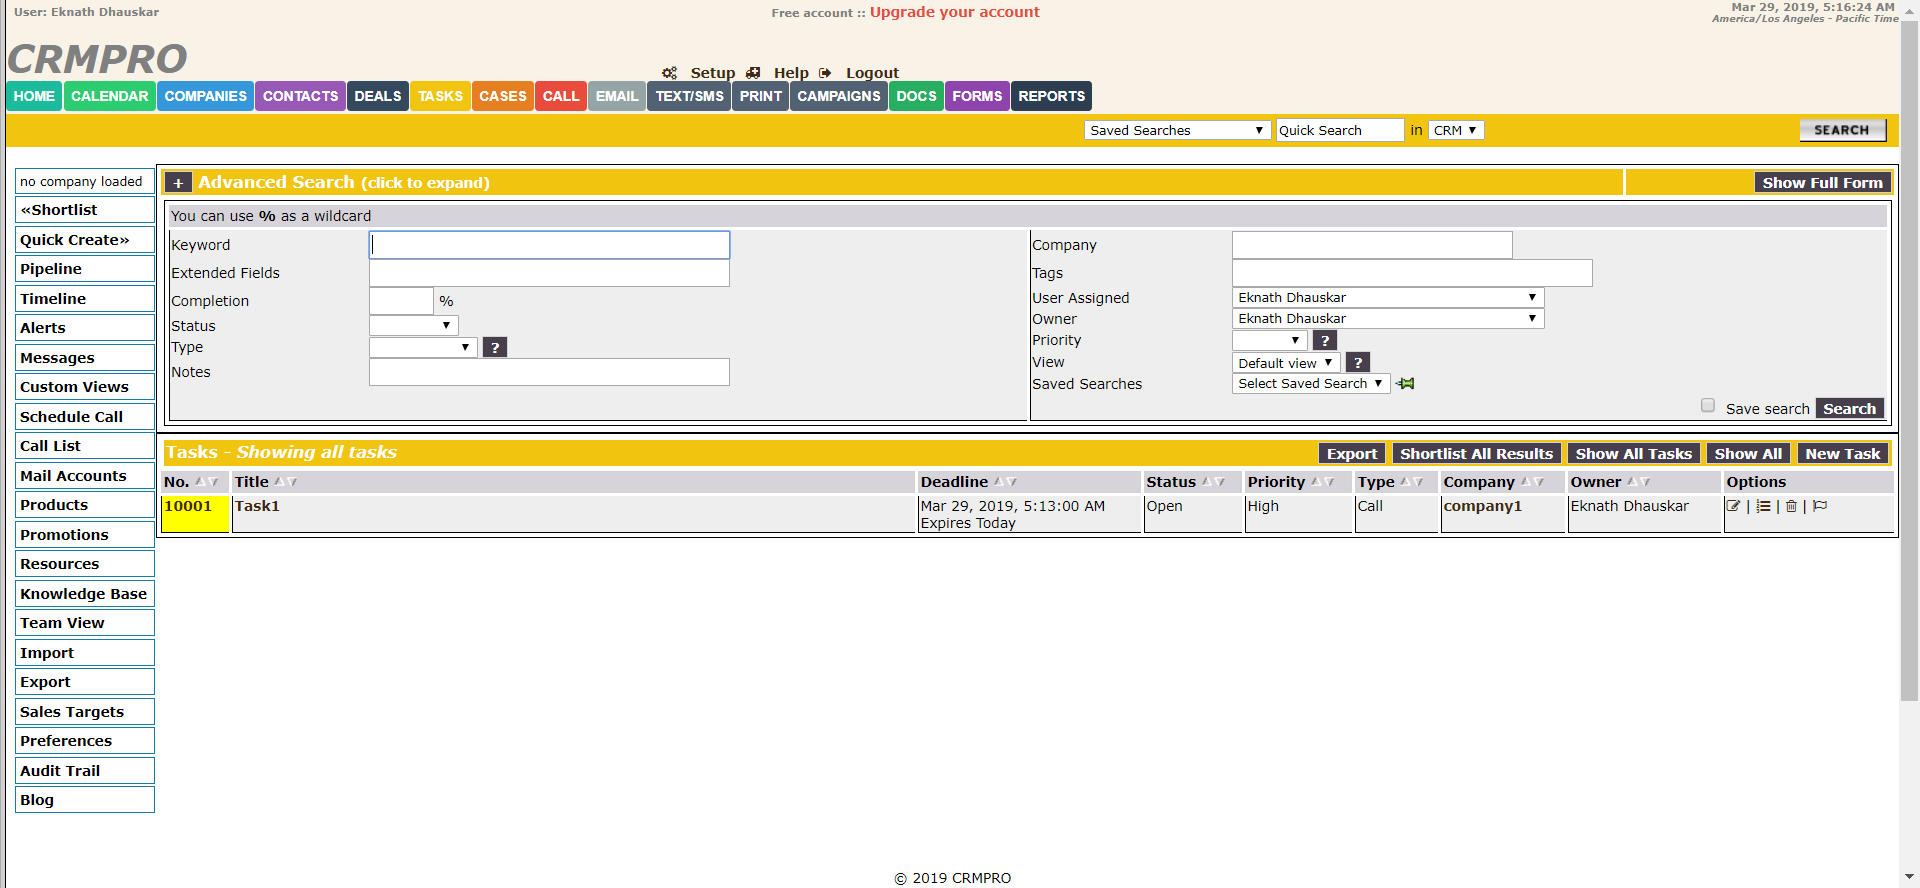 User: Eknath Dhauskar
Free account :: Upgrade your account
Mar 29, 2019, 5:16:24 AM
America/Los Angeles - Pacific Time
CRMPRO
Setup Help Logout
HOME CALENDAR COMPANIES CONTACTS DEALS TASKS CASES CALL EMAIL TEXT/SMS PRINT CAMPAIGNS DOCS FORMS REPORTS
Saved Searches Quick Search in CRM SEARCH
no company loaded
«Shortlist
Quick Create»
Pipeline
Timeline
Alerts
Messages
Custom Views
Schedule Call
Call List
Mail Accounts
Products
Promotions
Resources
Knowledge Base
Team View
Import
Export
Sales Targets
Preferences
Audit Trail
Blog
+ Advanced Search (click to expand) Show Full Form
You can use % as a wildcard
Keyword
Extended Fields
Completion %
Status
Type ?
Notes
Company
Tags
User Assigned Eknath Dhauskar
Owner Eknath Dhauskar
Priority ?
View Default view ?
Saved Searches Select Saved Search
Save search Search
Tasks - Showing all tasks Export Shortlist All Results Show All Tasks Show All New Task
No. Title Deadline Status Priority Type Company Owner Options
10001 Task1 Mar 29, 2019, 5:13:00 AM Open High Call company1 Eknath Dhauskar | | |
Expires Today
© 2019 CRMPRO